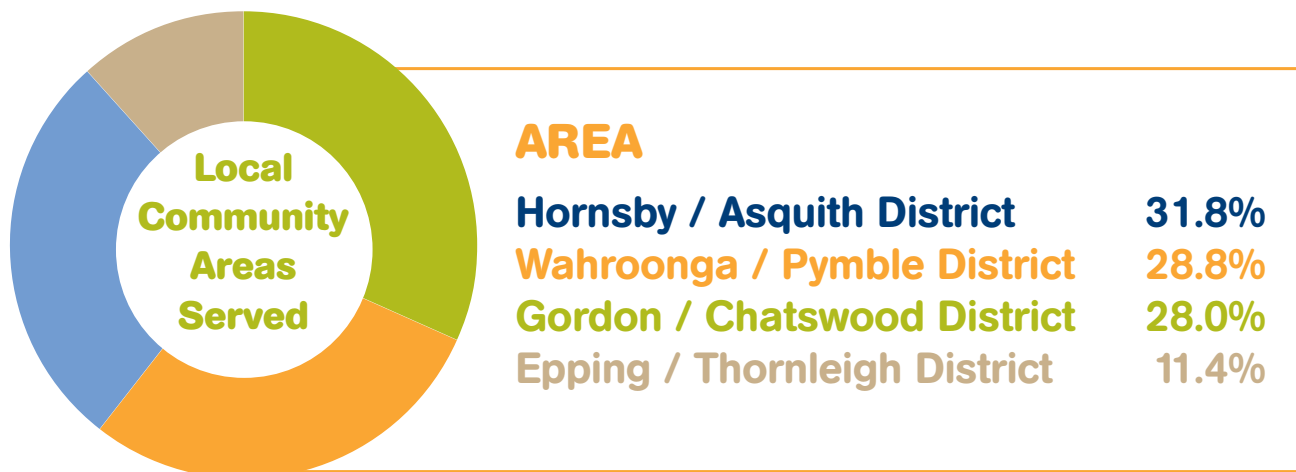 Local
Community
Areas
Served
AREA
Hornsby / Asquith District 31.8%
Wahroonga / Pymble District 28.8%
Gordon / Chatswood District 28.0%
Epping / Thornleigh District 11.4%